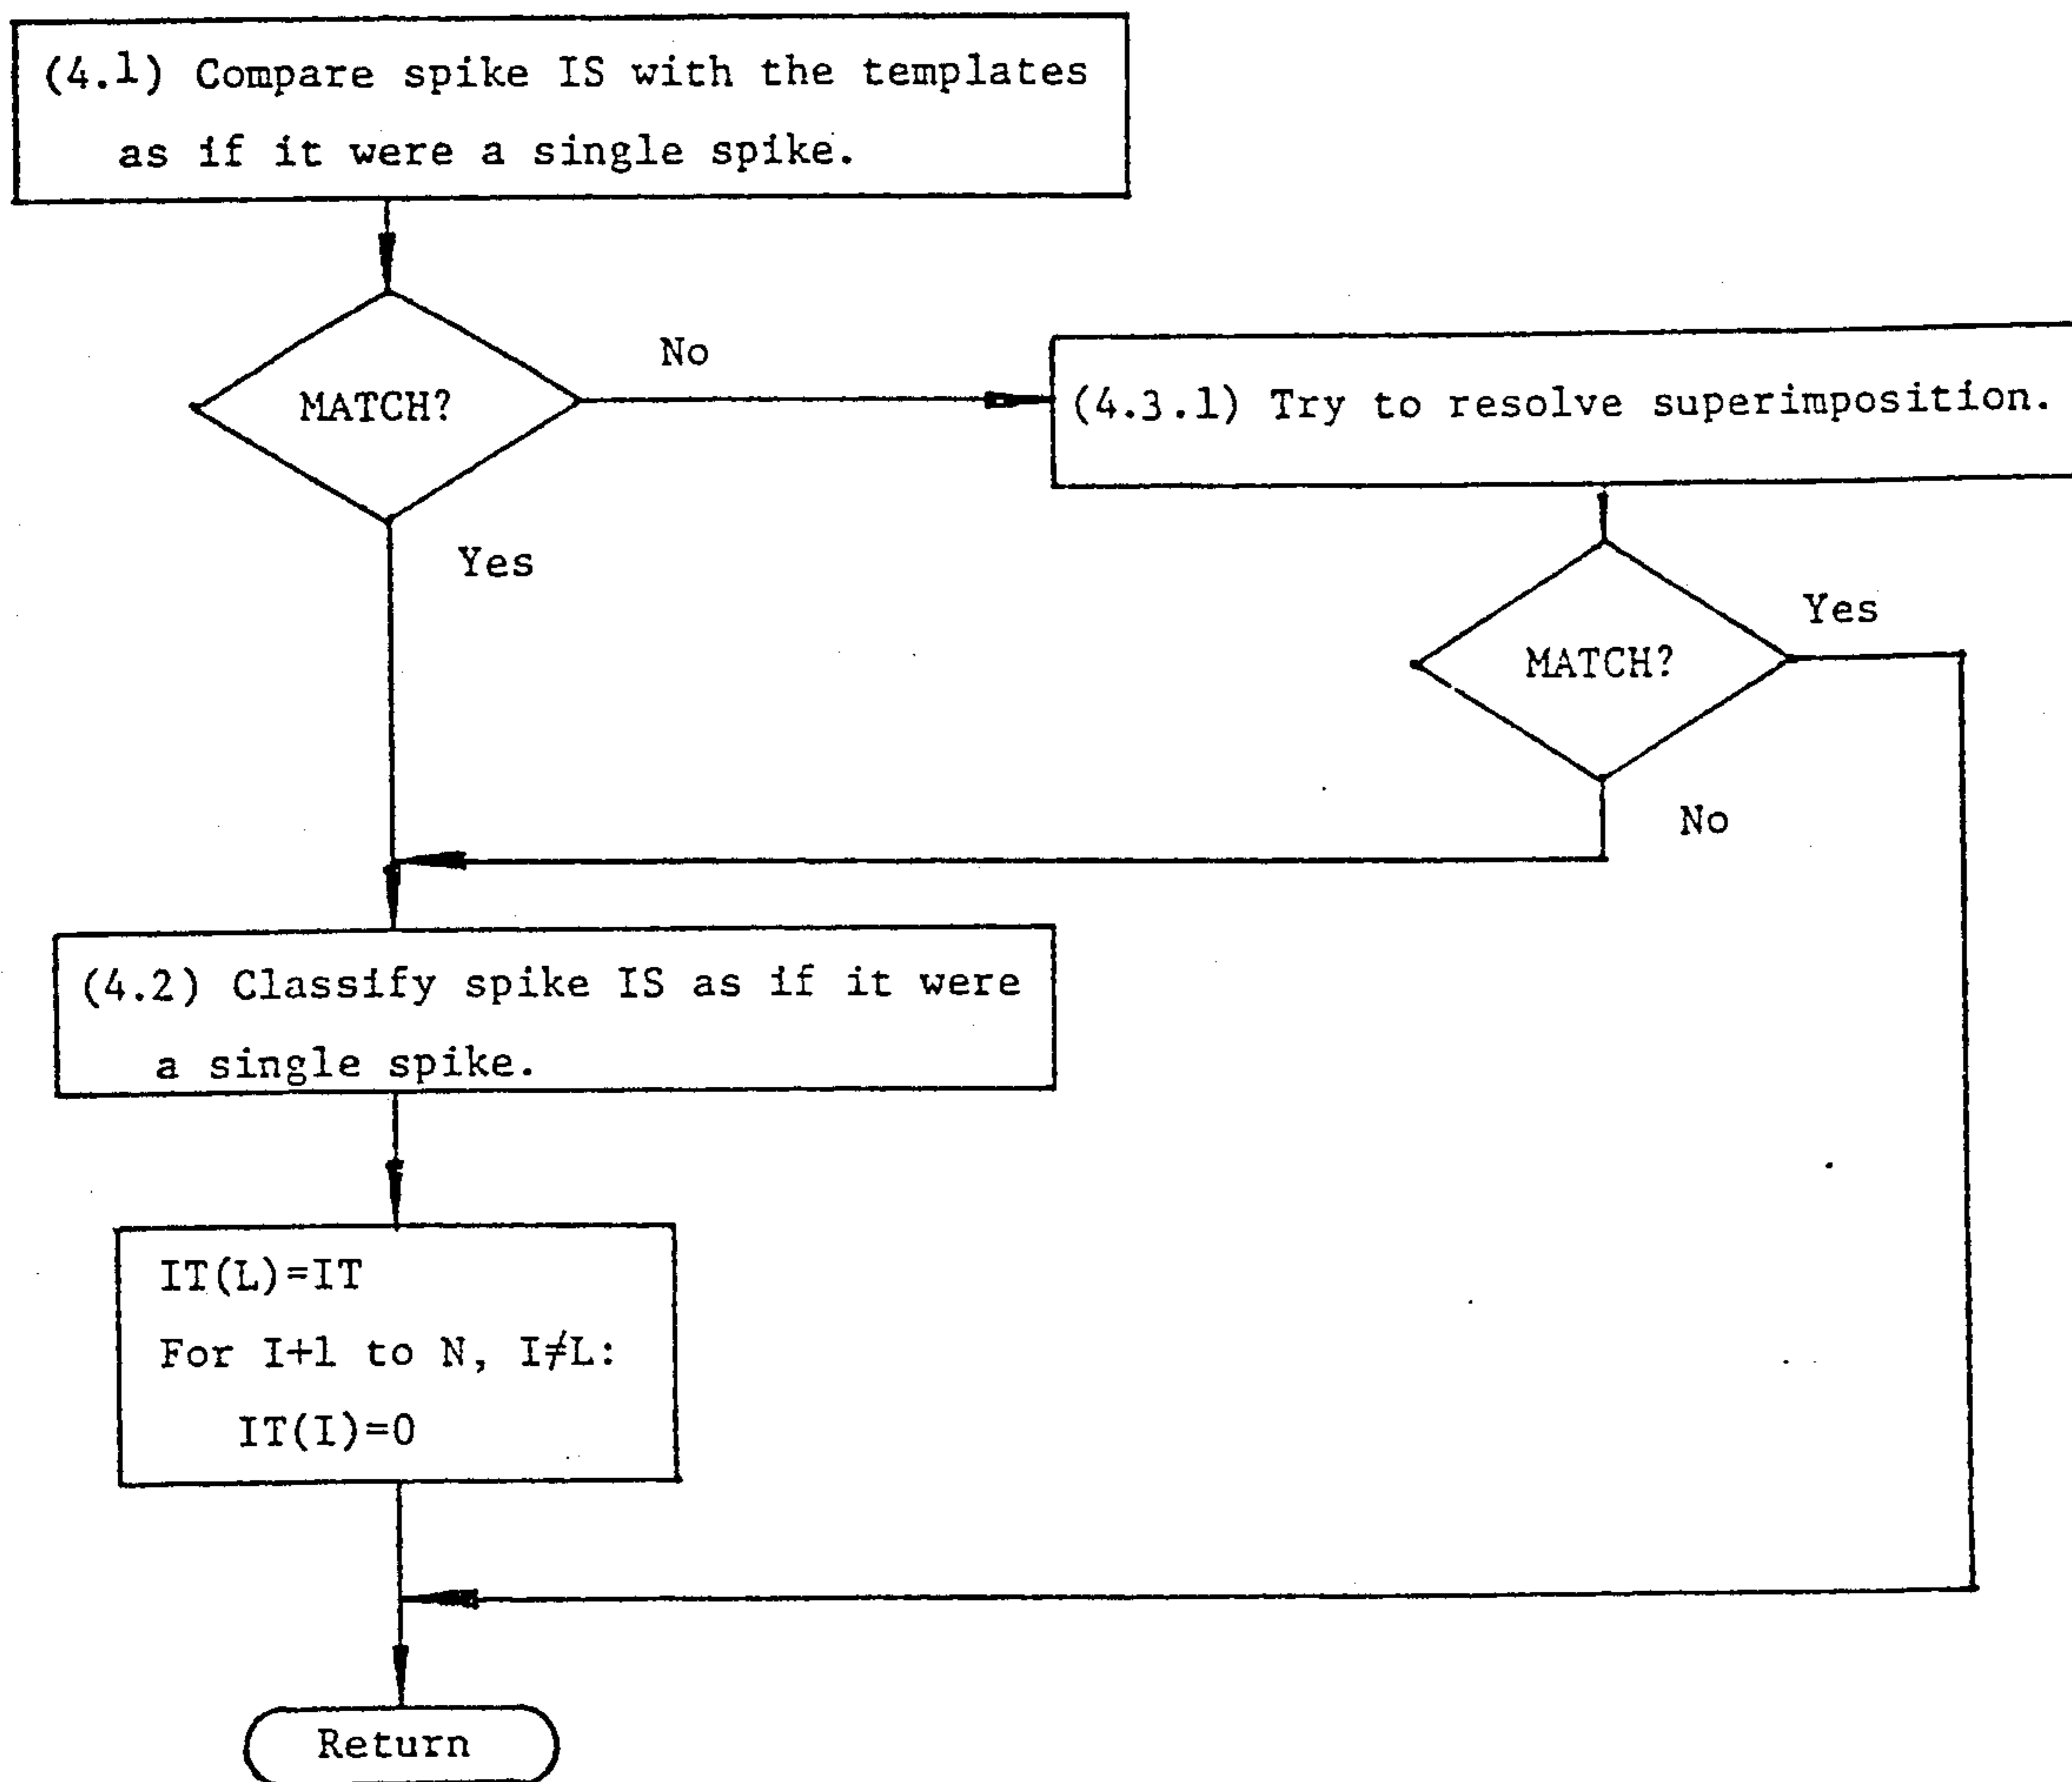 (4.1) Compare spike IS with the templates
as if it were a single spike.
MATCH?
No
(4.3.1) Try to resolve superimposition.
Yes
MATCH?
Yes
No
(4.2) Classify spike IS as if it were
a single spike.
IT(L)=IT
For I+1 to N, I≠L:
IT(I)=0
Return